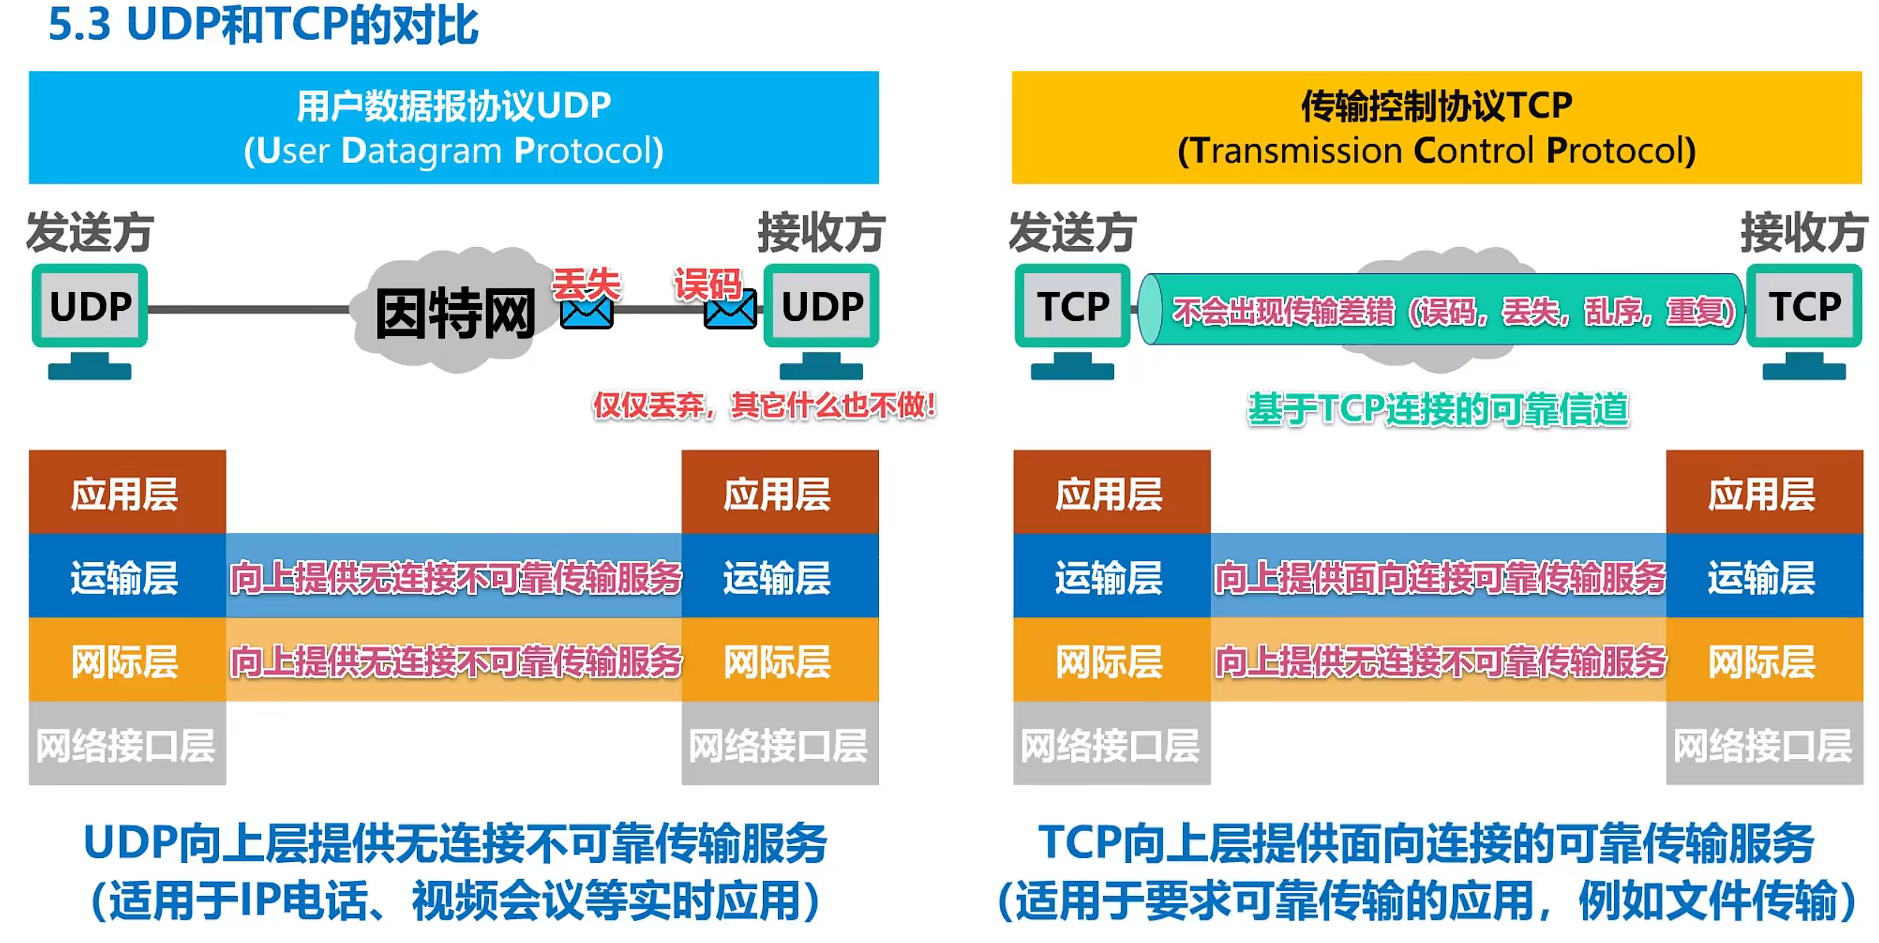 5.3 UDP和TCP的对比
用户数据报协议UDP
(User Datagram Protocol)
发送方
接收方
UDP
因特网
丢失
误码
UDP
仅仅丢弃，其它什么也不做！
应用层
应用层
运输层
向上提供无连接不可靠传输服务
运输层
网际层
向上提供无连接不可靠传输服务
网际层
网络接口层
网络接口层
UDP向上层提供无连接不可靠传输服务
（适用于IP电话、视频会议等实时应用）
传输控制协议TCP
(Transmission Control Protocol)
发送方
接收方
TCP
不会出现传输差错（误码，丢失，乱序，重复）
TCP
基于TCP连接的可靠信道
应用层
应用层
运输层
向上提供面向连接可靠传输服务
运输层
网际层
向上提供无连接不可靠传输服务
网际层
网络接口层
网络接口层
TCP向上层提供面向连接的可靠传输服务
（适用于要求可靠传输的应用，例如文件传输）